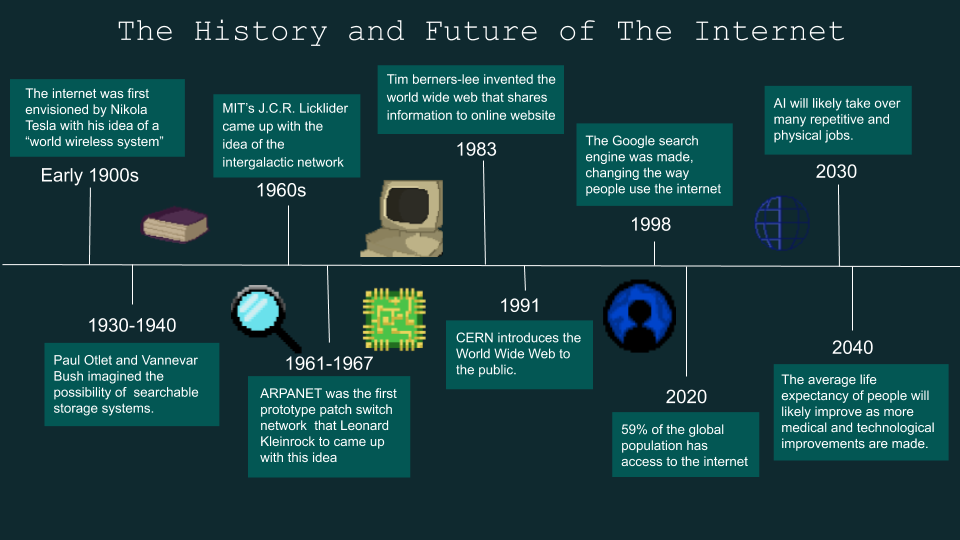 The History and Future of The Internet
The internet was first
envisioned by Nikola
Tesla with his idea of a
“world wireless system”
Early 1900s
MIT’s J.C.R. Licklider
came up with the
idea of the
intergalactic network
1960s
Tim berners-lee invented the
world wide web that shares
information to online website
1983
The Google search
engine was made,
changing the way
people use the internet
1998
AI will likely take over
many repetitive and
physical jobs.
2030
1930-1940
Paul Otlet and Vannevar
Bush imagined the
possibility of searchable
storage systems.
1961-1967
ARPANET was the first
prototype patch switch
network that Leonard
Kleinrock to came up
with this idea
1991
CERN introduces the
World Wide Web to
the public.
2020
59% of the global
population has
access to the internet
2040
The average life
expectancy of people will
likely improve as more
medical and technological
improvements are made.